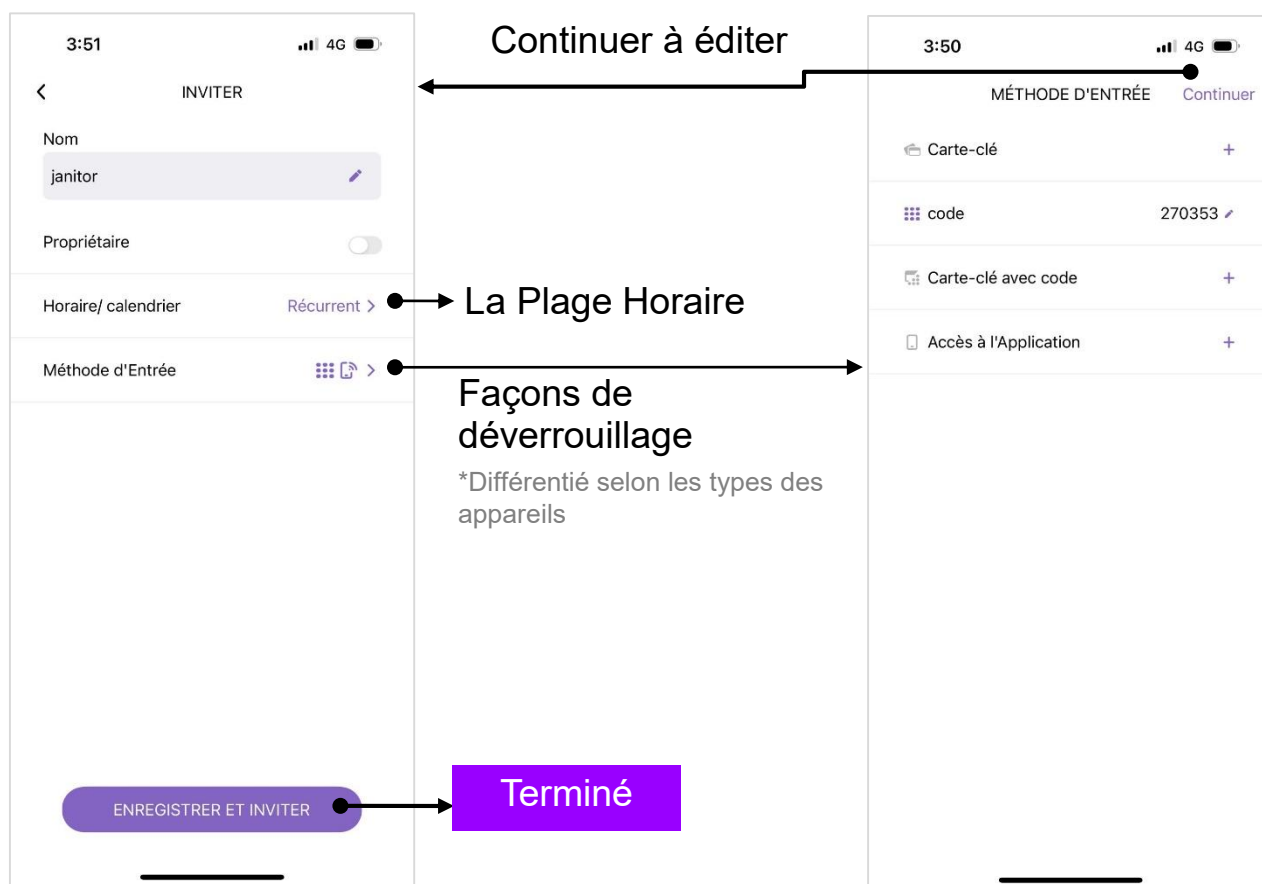 3:51
4G
INVITER
Nom
janitor
Propriétaire
Horaire/ calendrier
Récurrent >
Méthode d'Entrée
>
ENREGISTRER ET INVITER
Continuer à éditer
La Plage Horaire
Façons de
déverrouillage
*Différentié selon les types des
appareils
Terminé
3:50
4G
MÉTHODE D'ENTRÉE Continuer
Carte-clé +
code 270353
Carte-clé avec code +
Accès à l'Application +